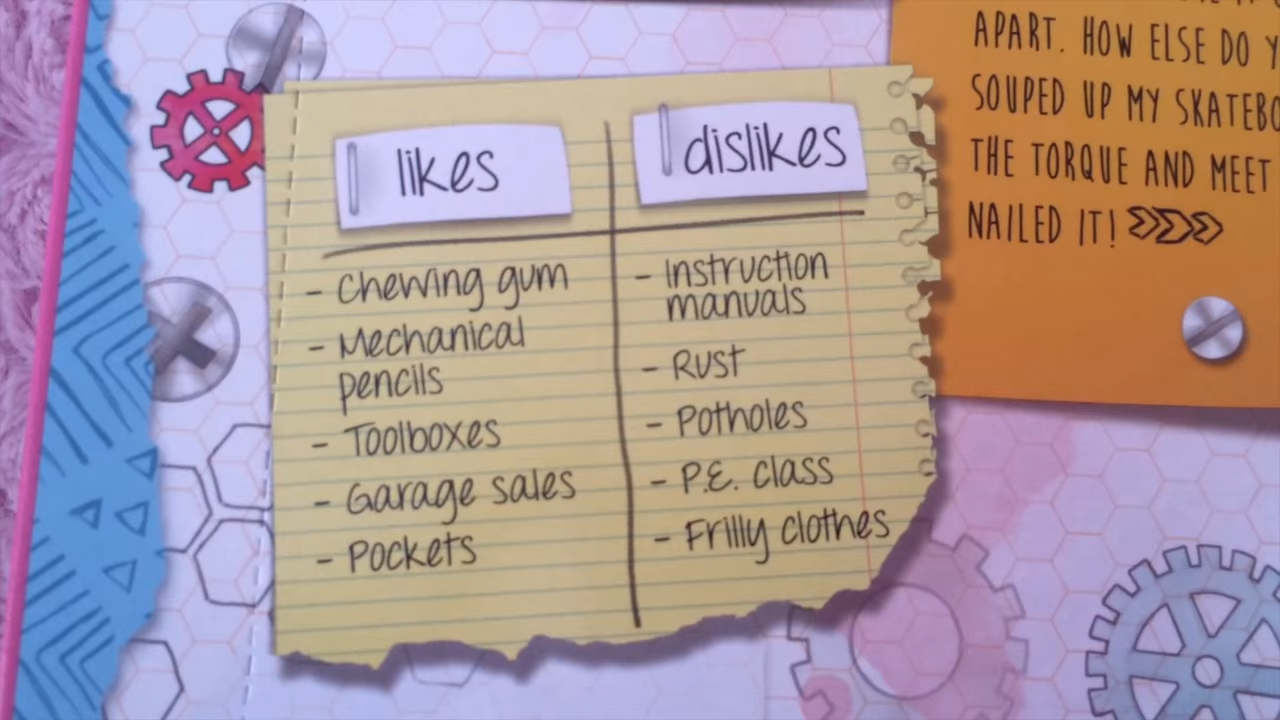 likes
- Chewing gum
- Mechanical
pencils
- Toolboxes
- Garage sales
- Pockets
dislikes
- Instruction
manuals
- Rust
- Potholes
- P.E. class
- Frilly clothes
APART. HOW ELSE DO
SOUPED UP MY
THE TORQUE AND MEET
NAILED IT!